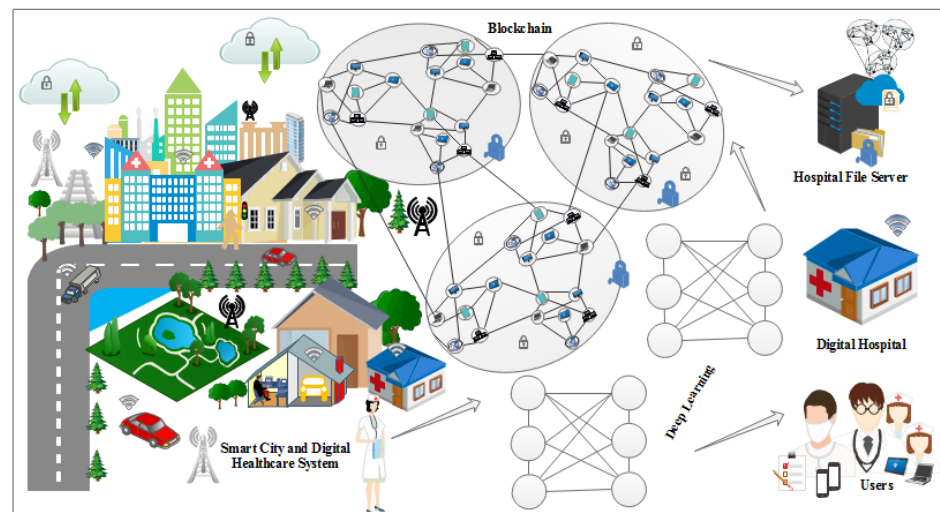 Blockchain
Hospital File Server
Digital Hospital
Deep Learning
Smart City and Digital
Healthcare System
Users